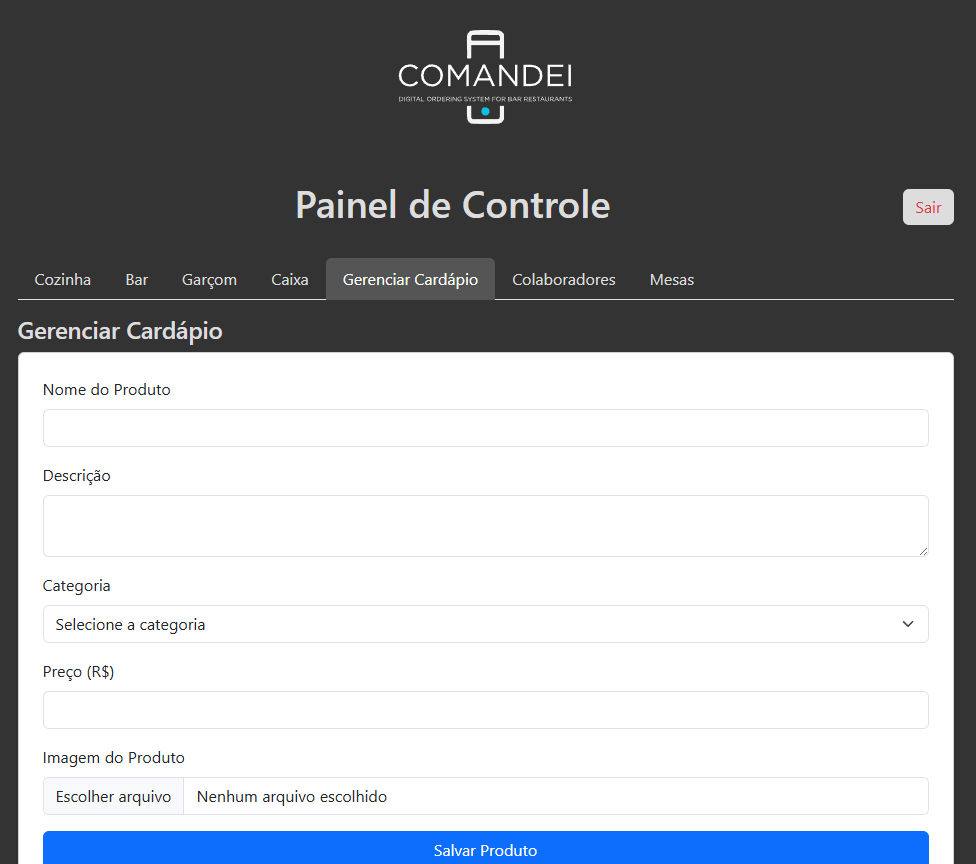 COMANDEI
DIGITAL ORDERING SYSTEM FOR BAR RESTAURANTS
Painel de Controle
Sair
Cozinha Bar Garçom Caixa Gerenciar Cardápio Colaboradores Mesas
Gerenciar Cardápio
Nome do Produto
Descrição
Categoria
Selecione a categoria
Preço (R$)
Imagem do Produto
Escolher arquivo Nenhum arquivo escolhido
Salvar Produto